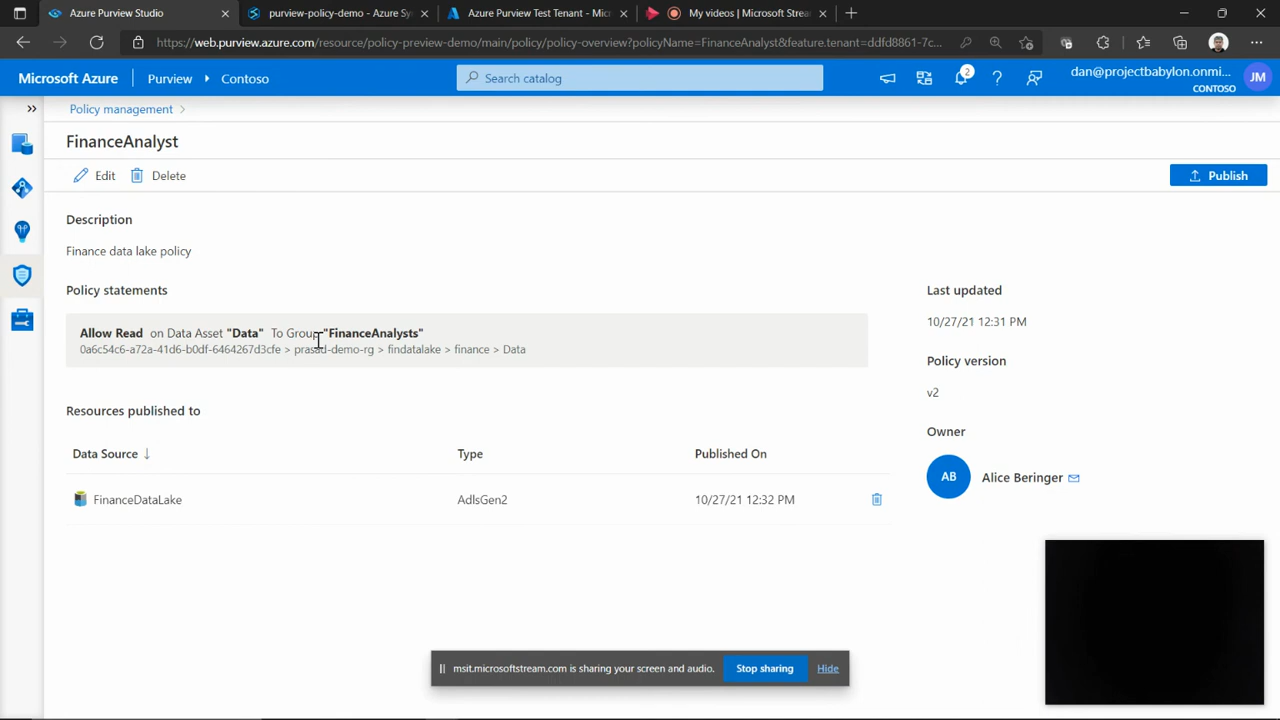 Azure Purview Studio
purview-policy-demo - Azure Sy
Azure Purview Test Tenant - Mic
My videos | Microsoft Stream
https://web.purview.azure.com/resource/policy-preview-demo/main/policy/policy-overview?policyName=FinanceAnalyst&feature.tenant=ddfd8861-7c...
Microsoft Azure
Purview
Contoso
Search catalog
2
dan@projectbabylon.onmi...
CONTOSO
JM
Policy management
FinanceAnalyst
Edit
Delete
Publish
Description
Finance data lake policy
Policy statements
Allow Read on Data Asset "Data" To Group "FinanceAnalysts"
0a6c54c6-a72a-41d6-b0df-6464267d3cfe > prasad-demo-rg > findatalake > finance > Data
Last updated
10/27/21 12:31 PM
Policy version
v2
Owner
AB
Alice Beringer
Resources published to
Data Source
Type
Published On
FinanceDataLake
AdlsGen2
10/27/21 12:32 PM
msit.microsoftstream.com is sharing your screen and audio.
Stop sharing
Hide